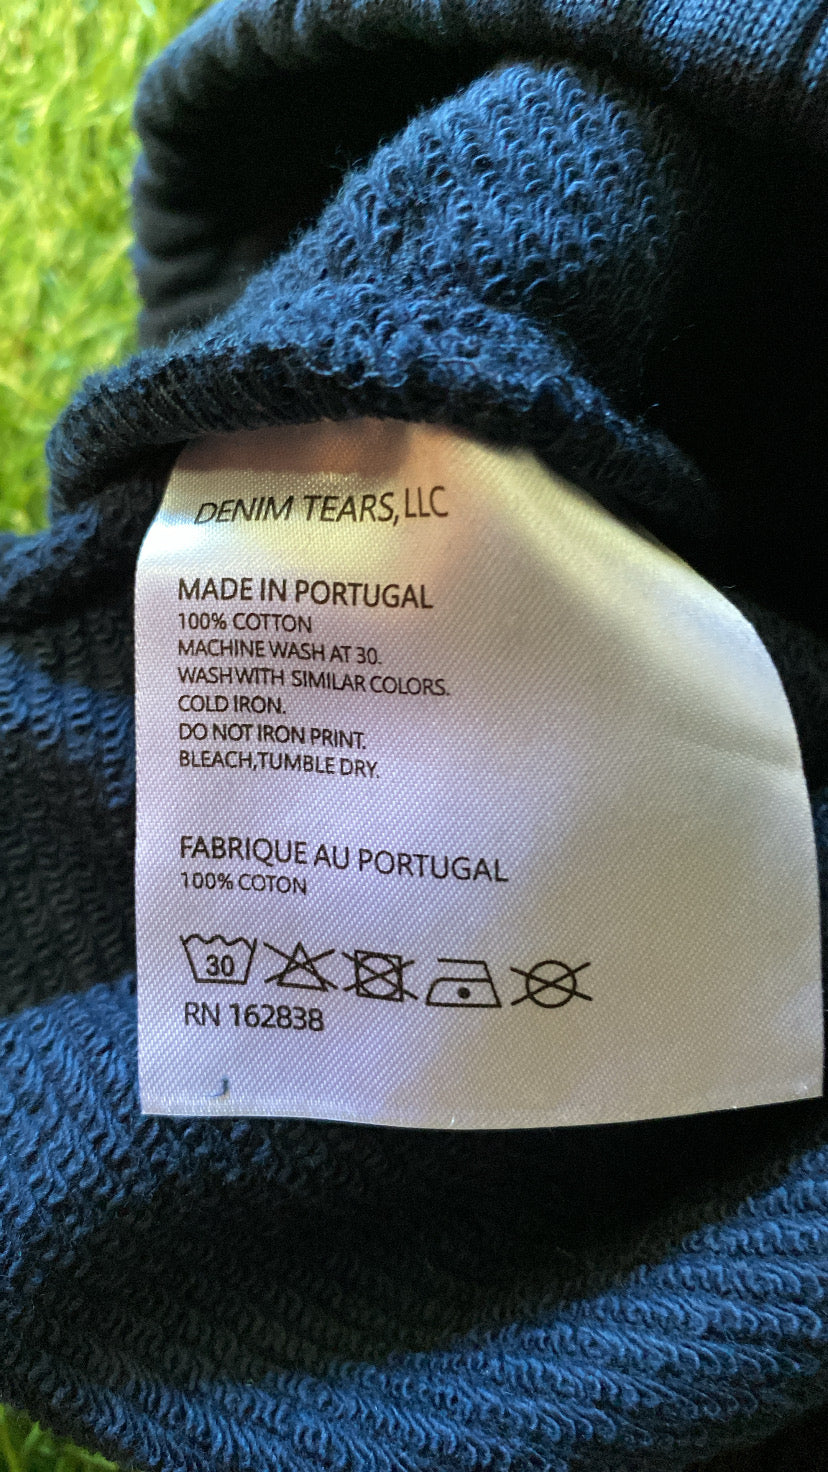 DENIM TEARS, LLC
MADE IN PORTUGAL
100% COTTON
MACHINE WASH AT 30.
WASH WITH SIMILAR COLORS.
COLD IRON.
DO NOT IRON PRINT.
BLEACH,TUMBLE DRY.
FABRIQUE AU PORTUGAL
100% COTON
30
RN 162838